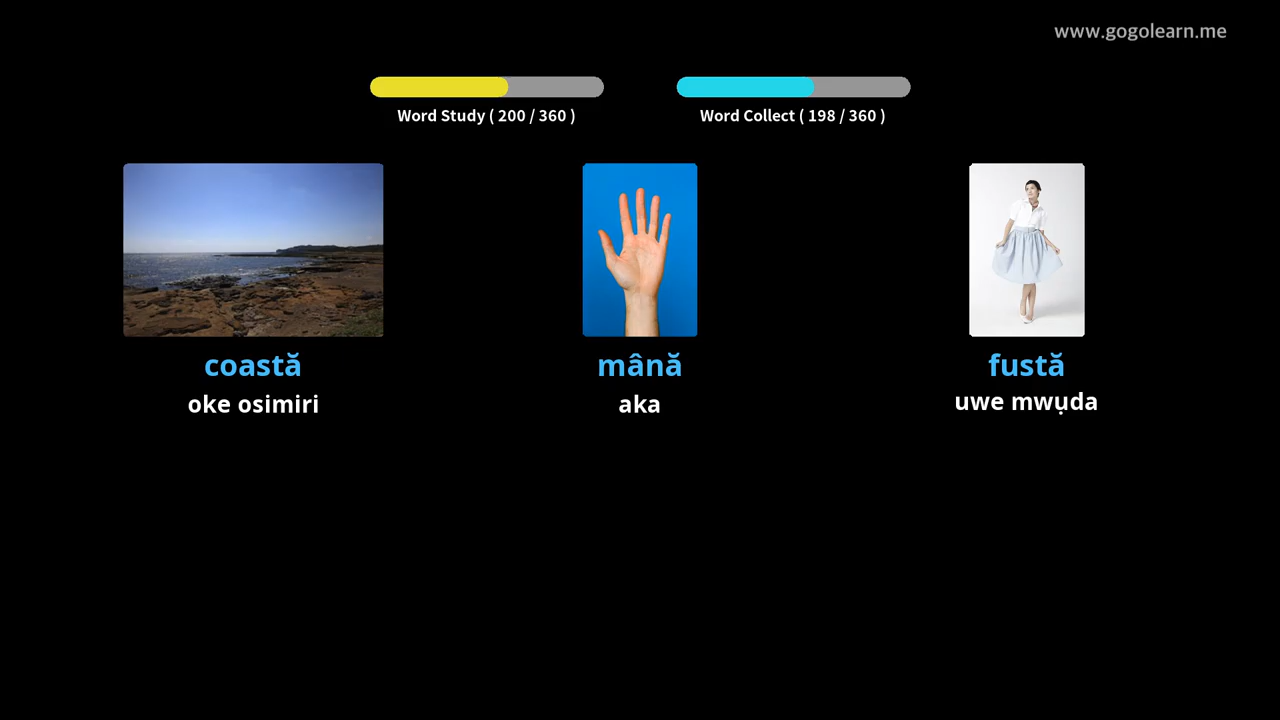 www.gogolearn.me
Word Study ( 200 / 360 )
Word Collect ( 198 / 360 )
coastă
mână
fustă
oke osimiri
aka
uwe mwụda